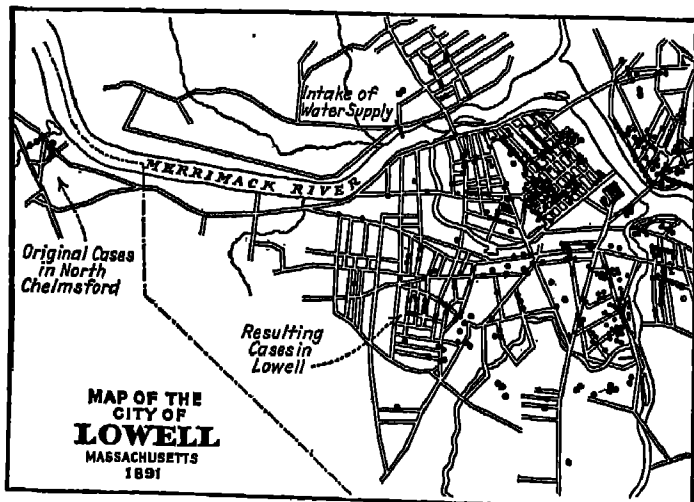 Intake of
Water Supply
MERRIMACK RIVER
Original Cases
in North
Chelmsford
Resulting
Cases in
Lowell
MAP OF THE
CITY OF
LOWELL
MASSACHUSETTS
1891